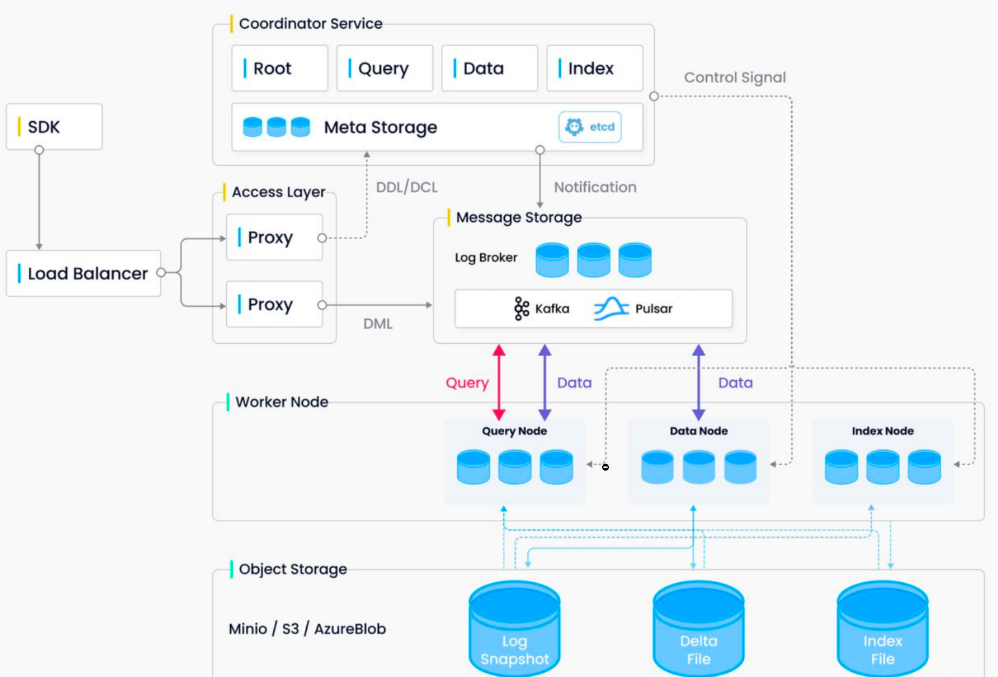 Coordinator Service
Root
Query
Data
Index
Control Signal
SDK
Meta Storage
etcd
DDL/DCL
Notification
Access Layer
Message Storage
Proxy
Log Broker
Load Balancer
Proxy
Kafka
Pulsar
DML
Query
Data
Data
Worker Node
Query Node
Data Node
Index Node
Object Storage
Minio / S3 / AzureBlob
Log
Snapshot
Delta
File
Index
File